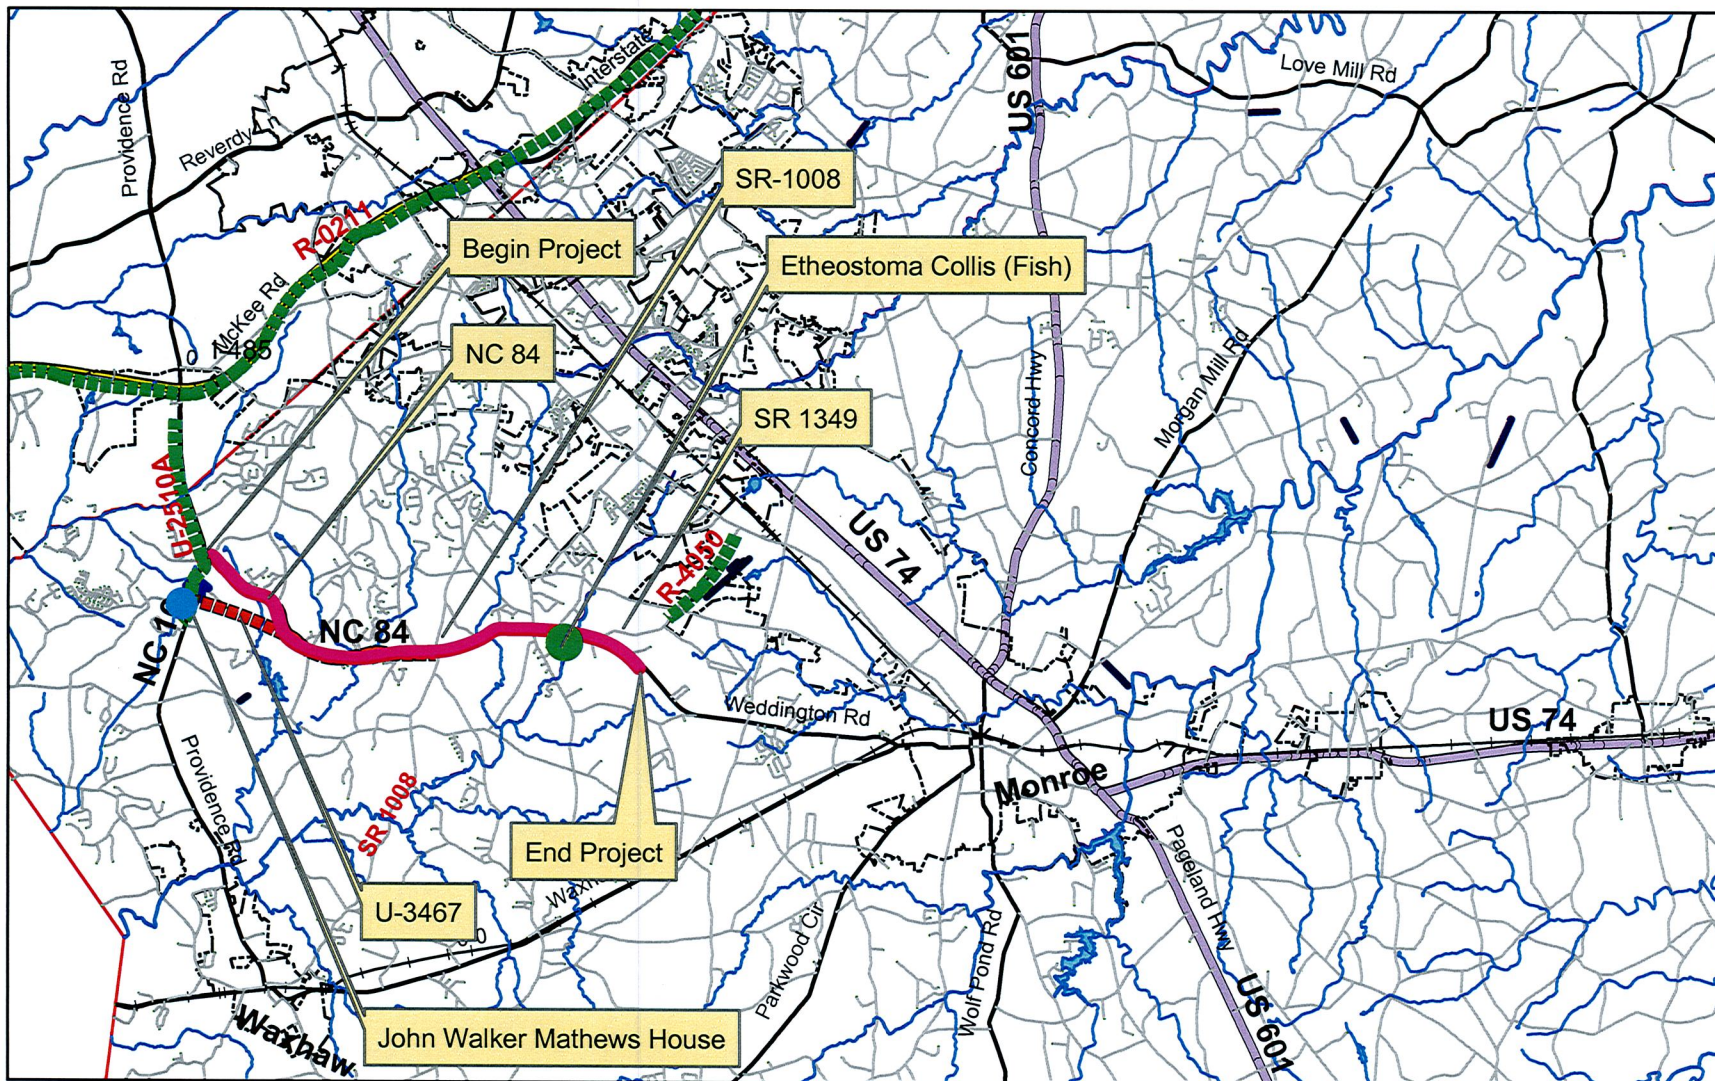 Providence Rd
Reverdy Ln
Interstate
US 601
Love Mill Rd
SR-1008
R-0211
Begin Project
Etheostoma Collis (Fish)
McKee Rd
NC 84
I-485
SR 1349
Concord Hwy
Morgan Mill Rd
U-2510A
US 74
R-4050
NC 84
NC 1
Weddington Rd
US 74
Monroe
Providence Rd
SR 1008
End Project
Pageland Hwy
U-3467
Parkwood Cir
Wolf Pond Rd
US 601
Waxhaw
John Walker Mathews House